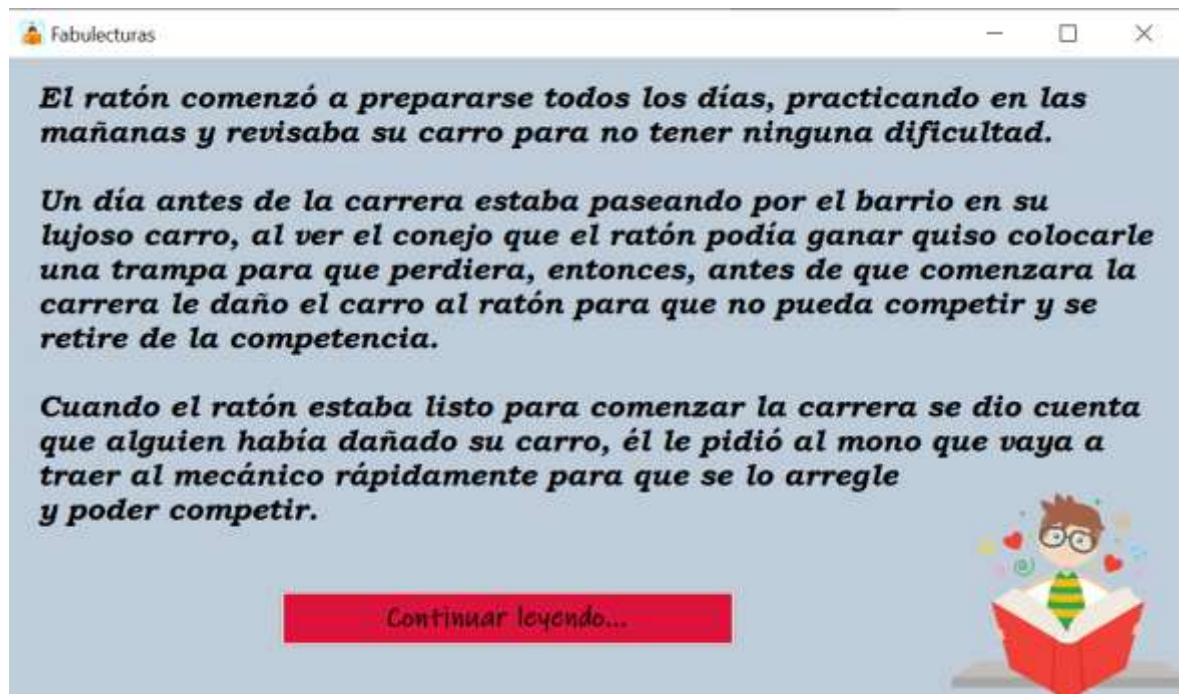 Fabulecturas
El ratón comenzó a prepararse todos los días, practicando en las
mañanas y revisaba su carro para no tener ninguna dificultad.
Un día antes de la carrera estaba paseando por el barrio en su
lujoso carro, al ver el conejo que el ratón podía ganar quiso colocarle
una trampa para que perdiera, entonces, antes de que comenzara la
carrera le daño el carro al ratón para que no pueda competir y se
retire de la competencia.
Cuando el ratón estaba listo para comenzar la carrera se dio cuenta
que alguien había dañado su carro, él le pidió al mono que vaya a
traer al mecánico rápidamente para que se lo arregle
y poder competir.
Continuar leyendo...